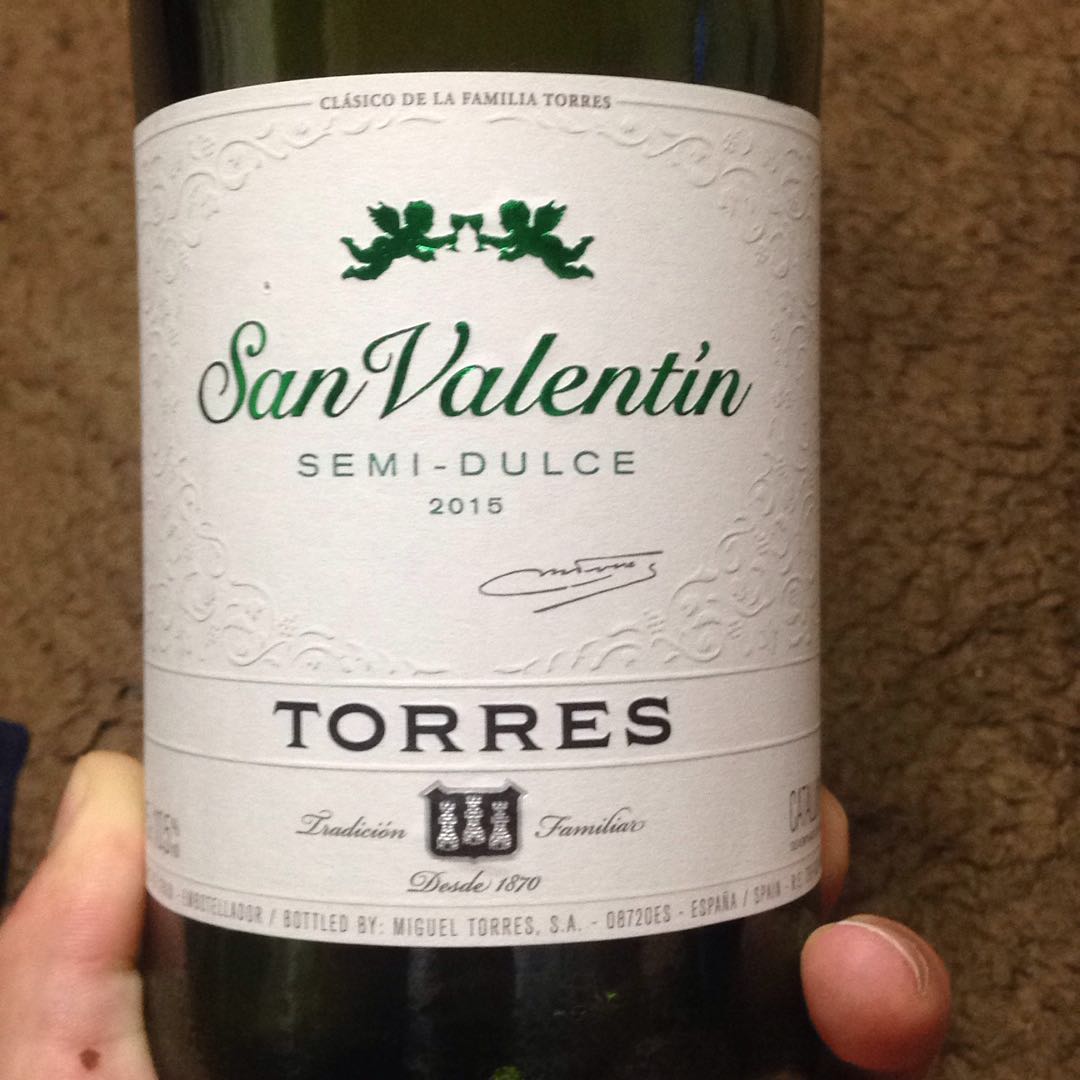 CLÁSICO DE LA FAMILIA TORRES
San Valentín
SEMI-DULCE
2015
TORRES
Tradición Familiar
Desde 1870
EMBOTELLADOR / BOTTLED BY: MIGUEL TORRES, S.A. - 08720ES - ESPAÑA / SPAIN - R.S.